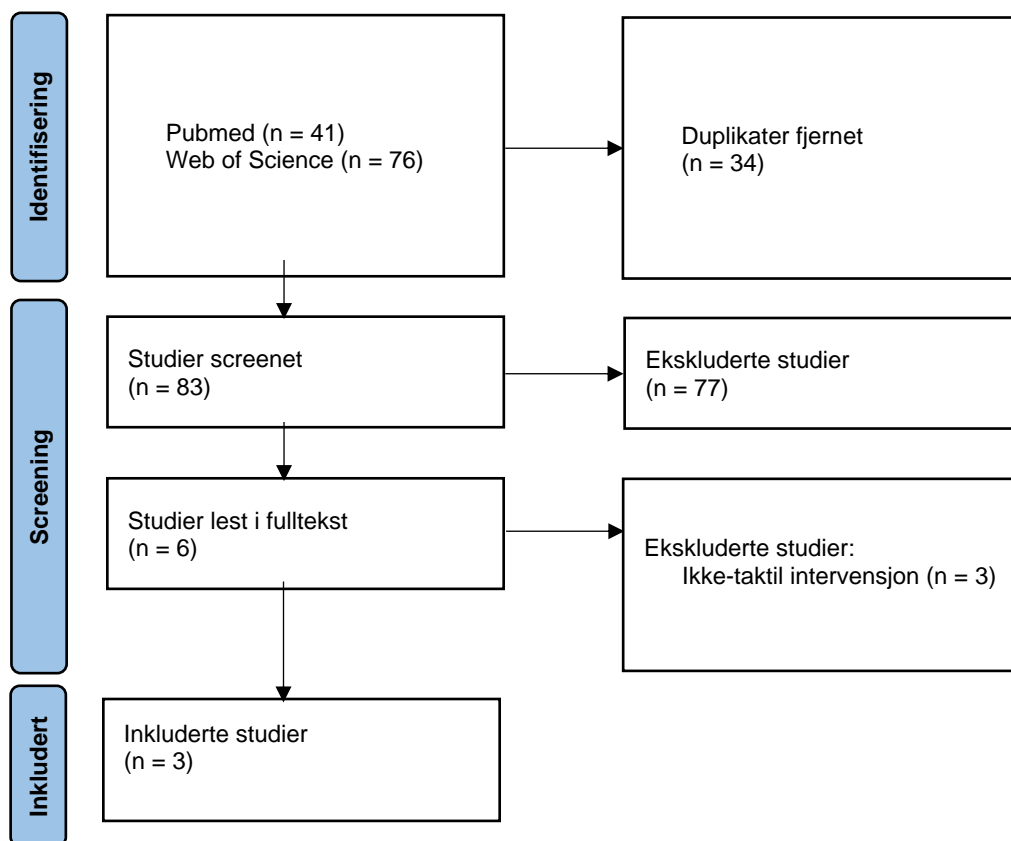 Identifisering
Pubmed (n = 41)
Web of Science (n = 76)
Duplikater fjernet
(n = 34)
Screening
Studier screenet
(n = 83)
Ekskluderte studier
(n = 77)
Studier lest i fulltekst
(n = 6)
Ekskluderte studier:
Ikke-taktil intervensjon (n = 3)
Inkludert
Inkluderte studier
(n = 3)